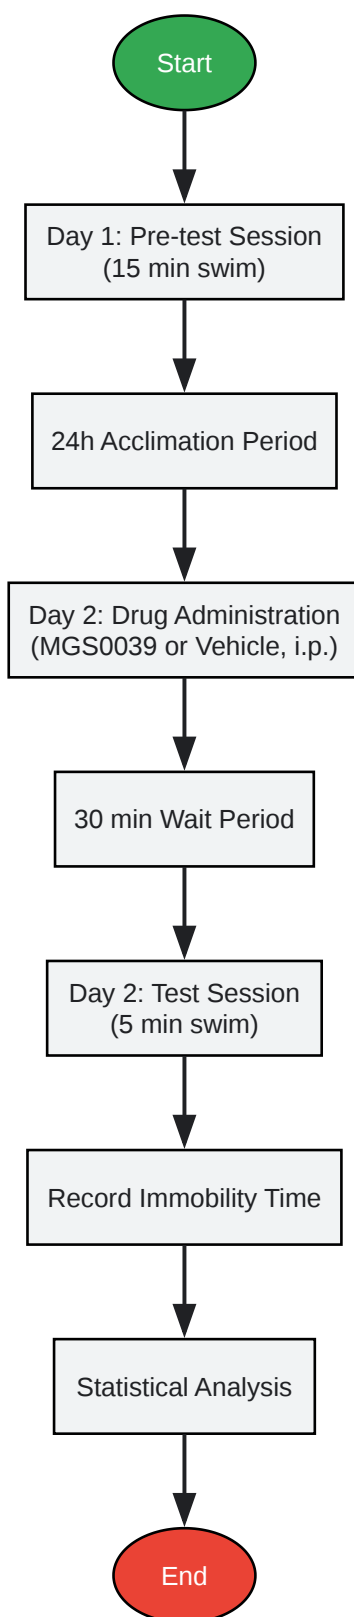 Start
Day 1: Pre-test Session
(15 min swim)
24h Acclimation Period
Day 2: Drug Administration
(MGS0039 or Vehicle, i.p.)
30 min Wait Period
Day 2: Test Session
(5 min swim)
Record Immobility Time
Statistical Analysis
End